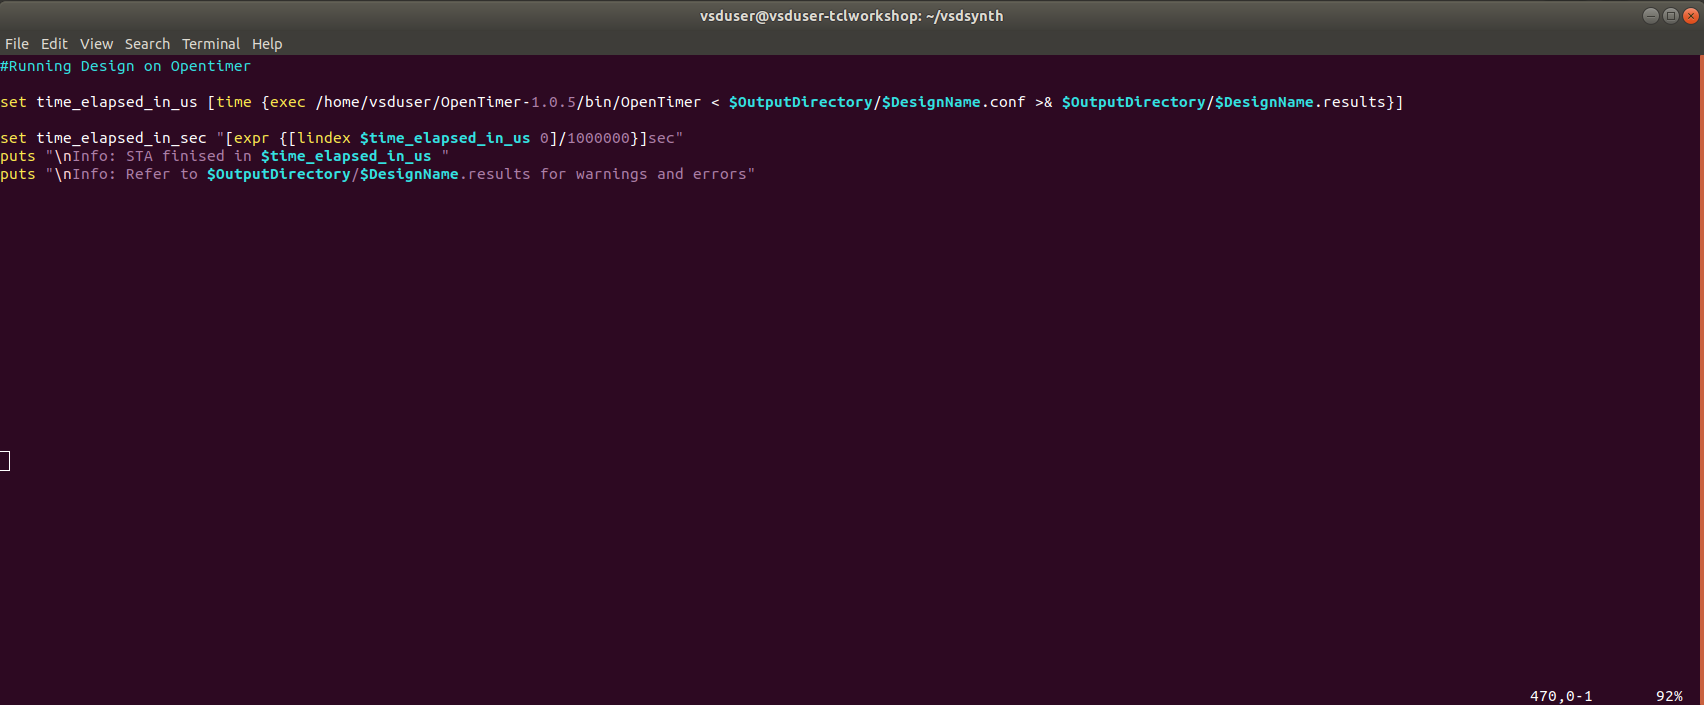 vsduser@vsduser-tclworkshop: ~/vsdsynth
File Edit View Search Terminal Help
#Running Design on Opentimer
set time_elapsed_in_us [time {exec /home/vsduser/OpenTimer-1.0.5/bin/OpenTimer < $OutputDirectory/$DesignName.conf >& $OutputDirectory/$DesignName.results}]
set time_elapsed_in_sec "[expr {[lindex $time_elapsed_in_us 0]/1000000}]sec"
puts "\nInfo: STA finised in $time_elapsed_in_us "
puts "\nInfo: Refer to $OutputDirectory/$DesignName.results for warnings and errors"
470,0-1 92%